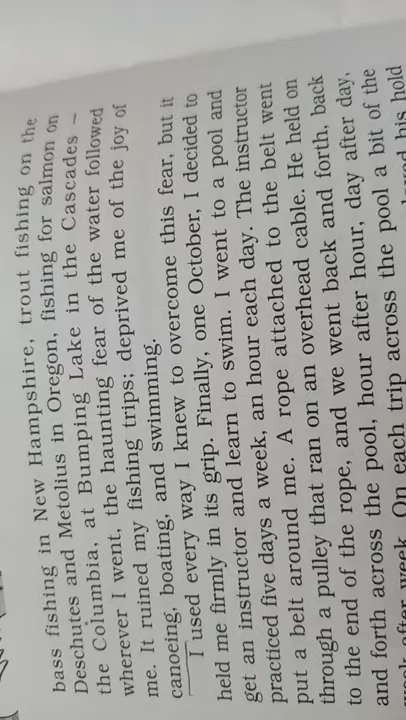 bass fishing in New Hampshire, trout fishing on the
Deschutes and Metolius in Oregon, fishing for salmon on
the Columbia, at Bumping Lake in the Cascades –
wherever I went, the haunting fear of the water followed
me. It ruined my fishing trips; deprived me of the joy of
canoeing, boating, and swimming.
I used every way I knew to overcome this fear, but it
held me firmly in its grip. Finally, one October, I decided to
get an instructor and learn to swim. I went to a pool and
practiced five days a week, an hour each day. The instructor
put a belt around me. A rope attached to the belt went
through a pulley that ran on an overhead cable. He held on
to the end of the rope, and we went back and forth, back
and forth across the pool, hour after hour, day after day,
week after week. On each trip across the pool a bit of the
his hold